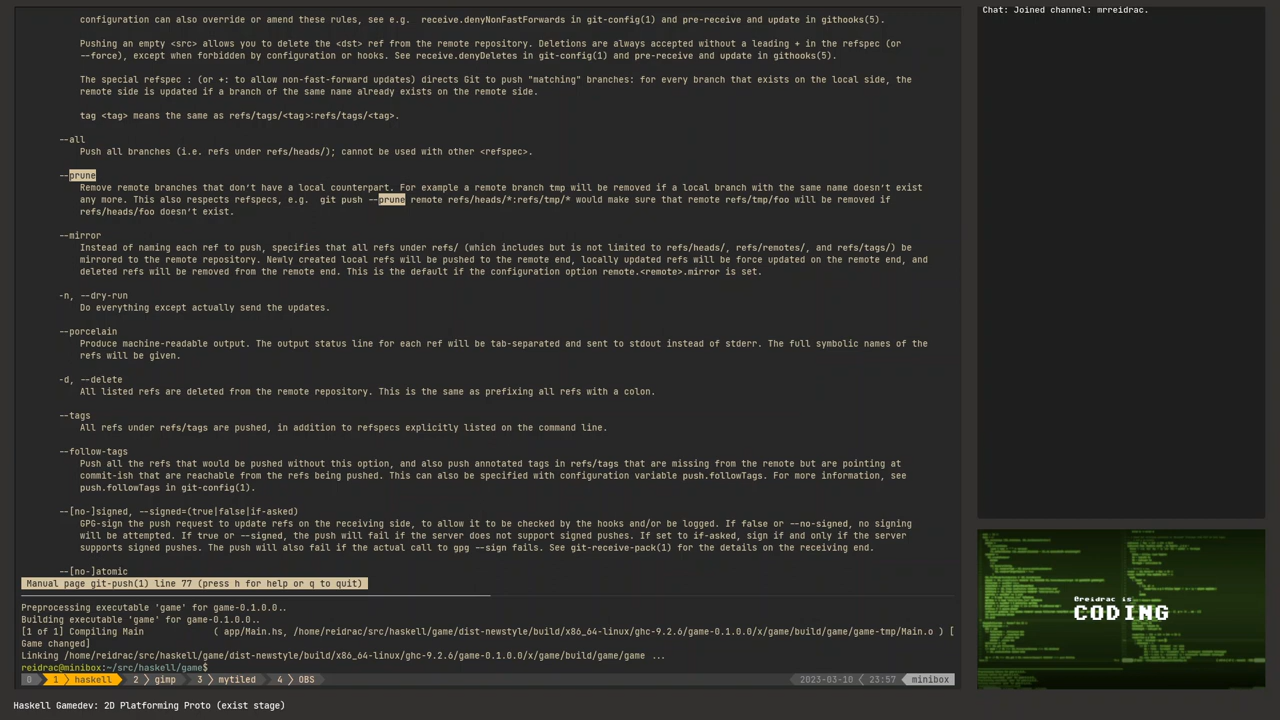 configuration can also override or amend these rules, see e.g.  receive.denyNonFastForwards in git-config(1) and pre-receive and update in githooks(5).
Pushing an empty <src> allows you to delete the <dst> ref from the remote repository. Deletions are always accepted without a leading + in the refspec (or
--force), except when forbidden by configuration or hooks. See receive.denyDeletes in git-config(1) and pre-receive and update in githooks(5).
The special refspec : (or +: to allow non-fast-forward updates) directs Git to push "matching" branches: for every branch that exists on the local side, the
remote side is updated if a branch of the same name already exists on the remote side.
tag <tag> means the same as refs/tags/<tag>:refs/tags/<tag>.
--all
Push all branches (i.e. refs under refs/heads/); cannot be used with other <refspec>.
--prune
Remove remote branches that don't have a local counterpart. For example a remote branch tmp will be removed if a local branch with the same name doesn't exist
any more. This also respects refspecs, e.g.  git push --prune remote refs/heads/*:refs/tmp/* would make sure that remote refs/tmp/foo will be removed if
refs/heads/foo doesn't exist.
--mirror
Instead of naming each ref to push, specifies that all refs under refs/ (which includes but is not limited to refs/heads/, refs/remotes/, and refs/tags/) be
mirrored to the remote repository. Newly created local refs will be pushed to the remote end, locally updated refs will be force updated on the remote end, and
deleted refs will be removed from the remote end. This is the default if the configuration option remote.<remote>.mirror is set.
-n, --dry-run
Do everything except actually send the updates.
--porcelain
Produce machine-readable output. The output status line for each ref will be tab-separated and sent to stdout instead of stderr. The full symbolic names of the
refs will be given.
-d, --delete
All listed refs are deleted from the remote repository. This is the same as prefixing all refs with a colon.
--tags
All refs under refs/tags are pushed, in addition to refspecs explicitly listed on the command line.
--follow-tags
Push all the refs that would be pushed without this option, and also push annotated tags in refs/tags that are missing from the remote but are pointing at
commit-ish that are reachable from the refs being pushed. This can also be specified with configuration variable push.followTags. For more information, see
push.followTags in git-config(1).
--[no-]signed, --signed=(true|false|if-asked)
GPG-sign the push request to update refs on the receiving side, to allow it to be checked by the hooks and/or be logged. If false or --no-signed, no signing
will be attempted. If true or --signed, the push will fail if the server does not support signed pushes. If set to if-asked, sign if and only if the server
supports signed pushes. The push will also fail if the actual call to gpg --sign fails. See git-receive-pack(1) for the details on the receiving end.
--[no-]atomic
Manual page git-push(1) line 77 (press h for help or q to quit)
Preprocessing executable 'game' for game-0.1.0.0..
Building executable 'game' for game-0.1.0.0..
[1 of 1] Compiling Main             ( app/Main.hs, /home/reidrac/src/haskell/game/dist-newstyle/build/x86_64-linux/ghc-9.2.6/game-0.1.0.0/x/game/build/game/game-tmp/Main.o ) [
Game changed]
Linking /home/reidrac/src/haskell/game/dist-newstyle/build/x86_64-linux/ghc-9.2.6/game-0.1.0.0/x/game/build/game/game ...
reidrac@minibox:~/src/haskell/game$
0 1 haskell 2 gimp 3 mytiled 4 OBS 2023-03-10 23:57 minibox
Haskell Gamedev: 2D Platforming Proto (exist stage)
Chat: Joined channel: mrreidrac.
@reidrac is
CODING